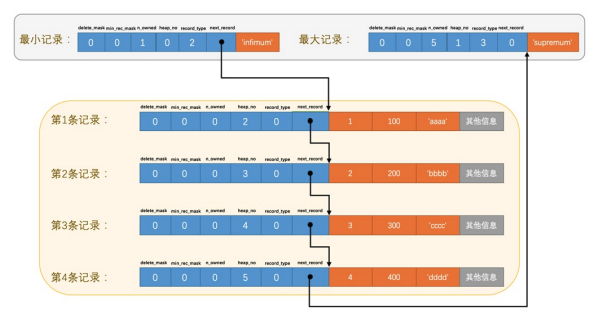 delete_mask min_rec_mask n_owned heap_no record_type next_record
最小记录： 0 0 1 0 2 'infimum'
delete_mask min_rec_mask n_owned heap_no record_type next_record
最大记录： 0 0 5 1 3 0 'supremum'
delete_mask min_rec_mask n_owned heap_no record_type next_record
第1条记录： 0 0 0 2 0 1 100 'aaaa' 其他信息
delete_mask min_rec_mask n_owned heap_no record_type next_record
第2条记录： 0 0 0 3 0 2 200 'bbbb' 其他信息
delete_mask min_rec_mask n_owned heap_no record_type next_record
第3条记录： 0 0 0 4 0 3 300 'cccc' 其他信息
delete_mask min_rec_mask n_owned heap_no record_type next_record
第4条记录： 0 0 0 5 0 4 400 'dddd' 其他信息